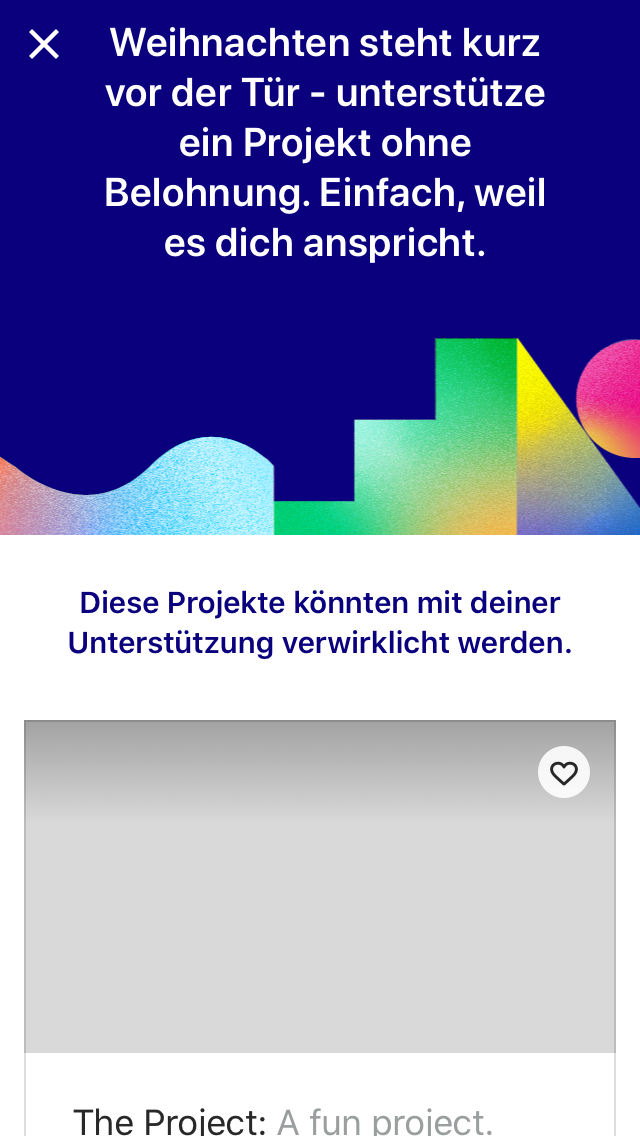 Weihnachten steht kurz
vor der Tür - unterstütze
ein Projekt ohne
Belohnung. Einfach, weil
es dich anspricht.
Diese Projekte könnten mit deiner
Unterstützung verwirklicht werden.
The Project: A fun project.